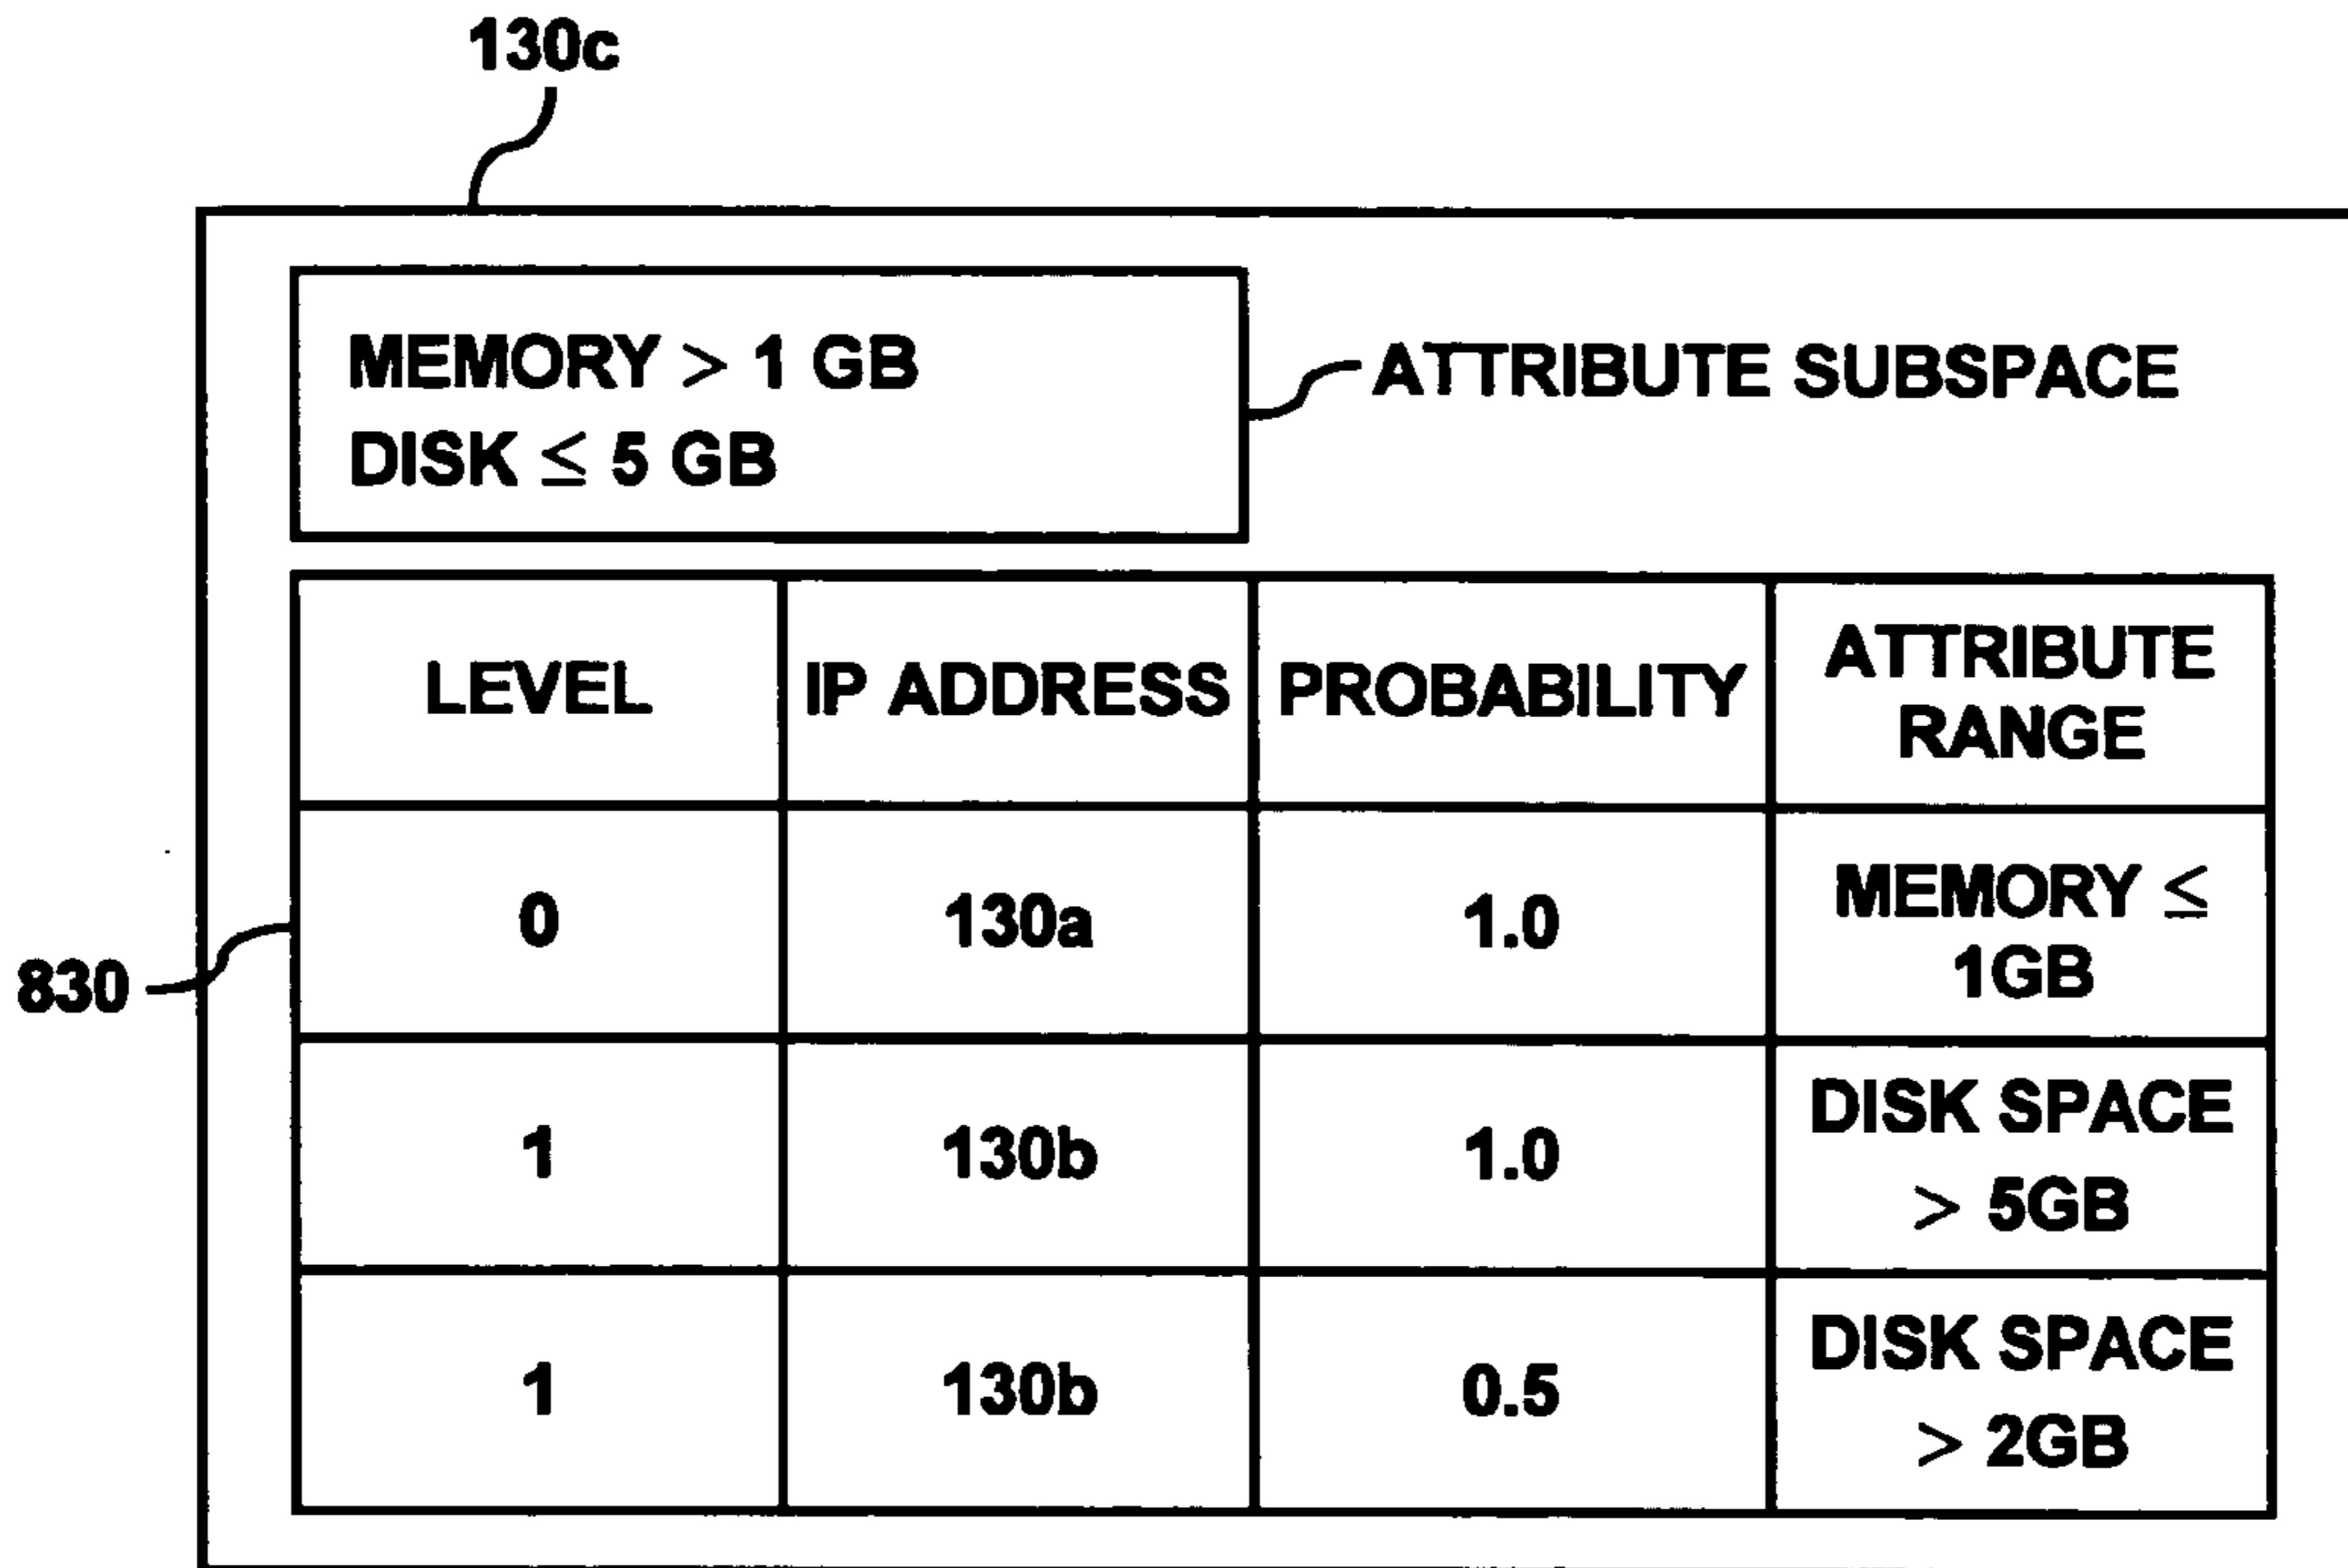 130c
MEMORY > 1 GB
DISK ≤ 5 GB
ATTRIBUTE SUBSPACE
LEVEL
IP ADDRESS
PROBABILITY
ATTRIBUTE
RANGE
0
130a
1.0
MEMORY ≤
1GB
830
1
130b
1.0
DISK SPACE
> 5GB
1
130b
0.5
DISK SPACE
> 2GB